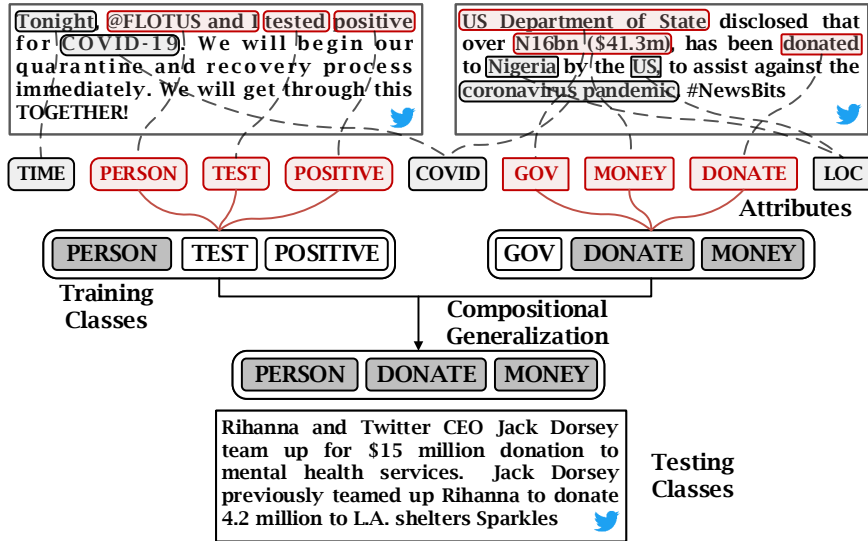 Tonight, @FLOTUS and I tested positive
for COVID-19. We will begin our
quarantine and recovery process
immediately. We will get through this
TOGETHER!
US Department of State disclosed that
over N16bn ($41.3m), has been donated
to Nigeria by the US, to assist against the
coronavirus pandemic. #NewsBits
TIME PERSON TEST POSITIVE COVID GOV MONEY DONATE LOC
Attributes
PERSON TEST POSITIVE
GOV DONATE MONEY
Training
Classes
Compositional
Generalization
PERSON DONATE MONEY
Rihanna and Twitter CEO Jack Dorsey
team up for $15 million donation to
mental health services. Jack Dorsey
previously teamed up Rihanna to donate
4.2 million to L.A. shelters Sparkles
Testing
Classes